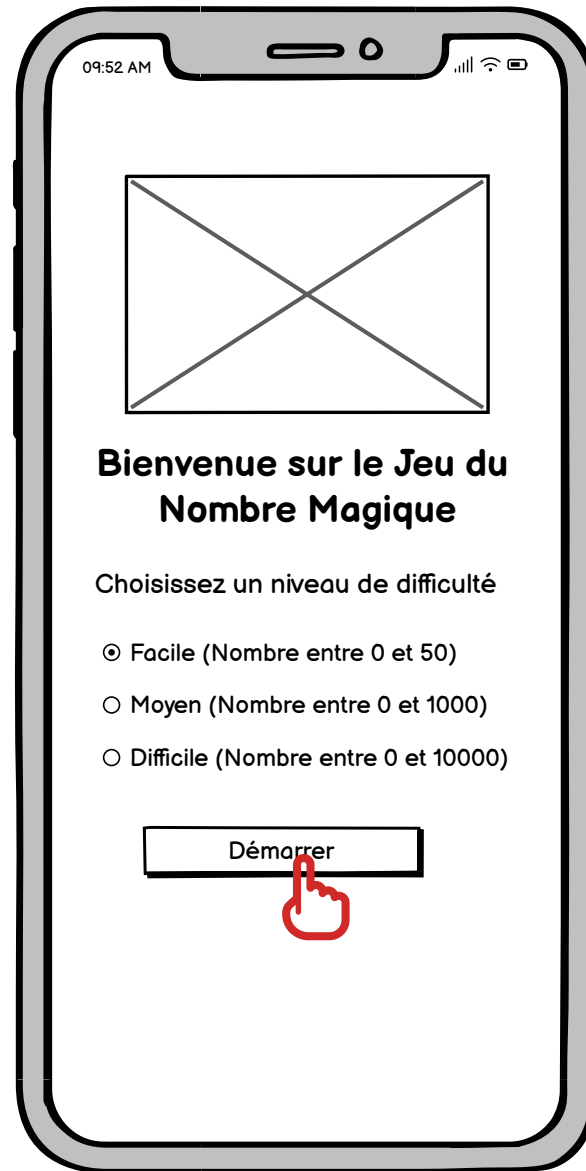 09:52 AM
Bienvenue sur le Jeu du
Nombre Magique
Choisissez un niveau de difficulté
Facile (Nombre entre 0 et 50)
Moyen (Nombre entre 0 et 1000)
Difficile (Nombre entre 0 et 10000)
Démarrer